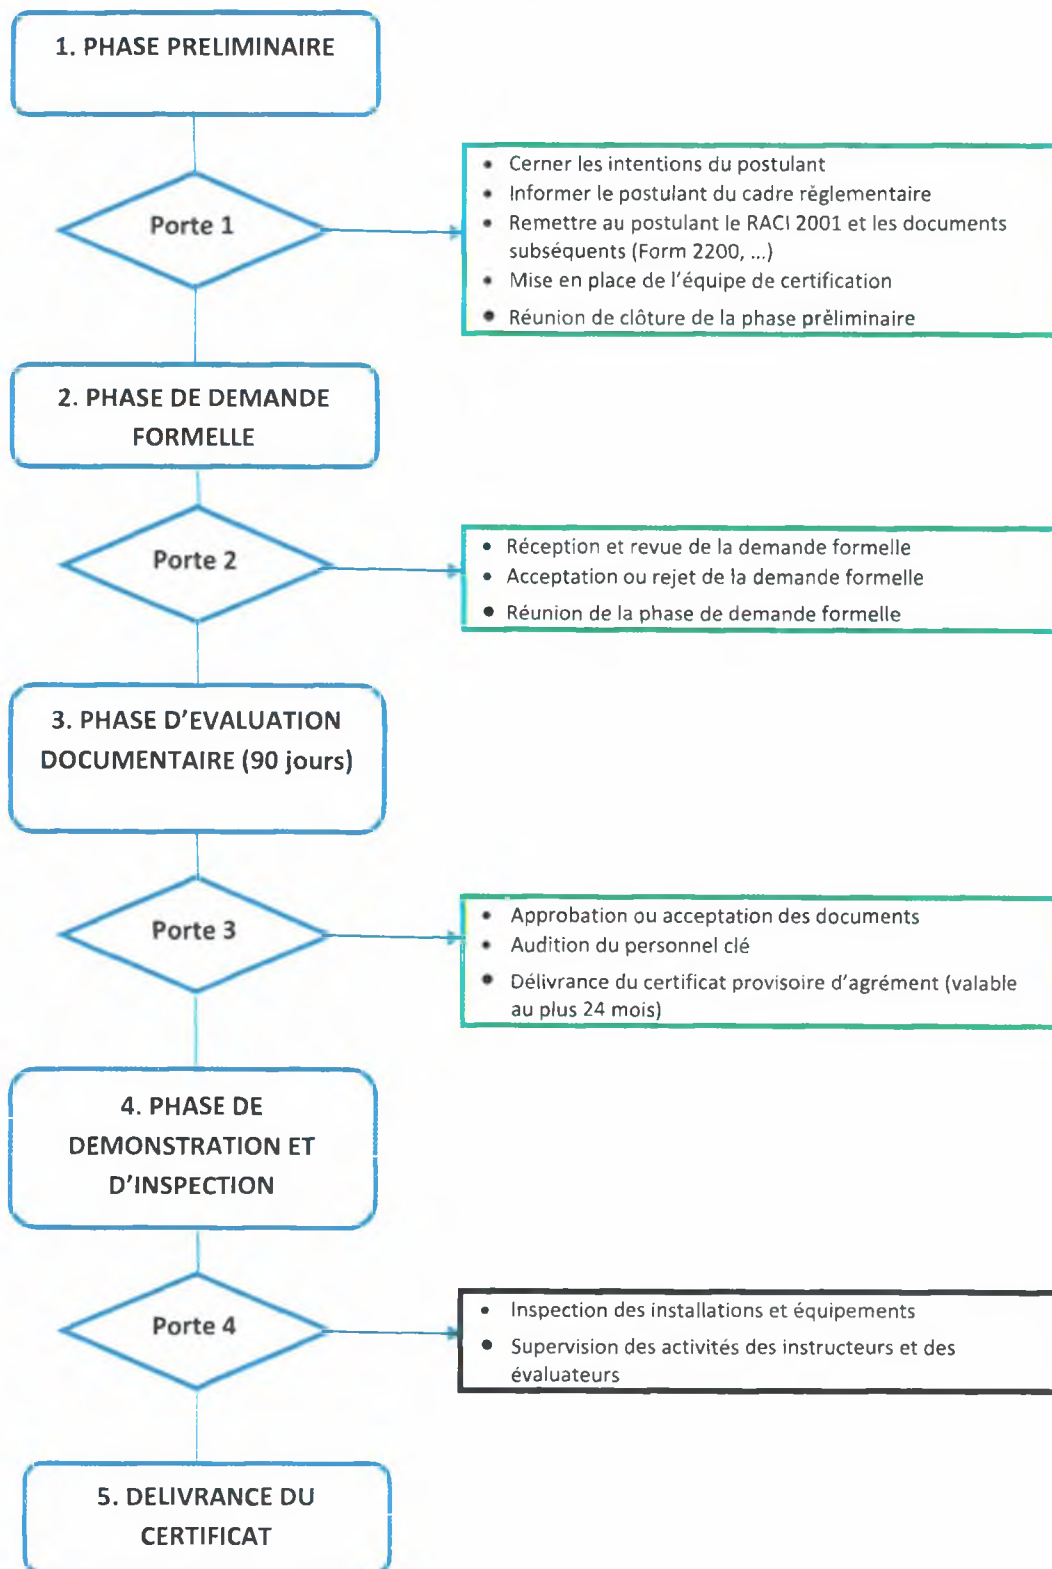 1. PHASE PRELIMINAIRE
Porte 1
• Cerner les intentions du postulant
• Informer le postulant du cadre règlementaire
• Remettre au postulant le RACI 2001 et les documents
subséquents (Form 2200, ...)
• Mise en place de l'équipe de certification
• Réunion de clôture de la phase préliminaire
2. PHASE DE DEMANDE
FORMELLE
Porte 2
• Réception et revue de la demande formelle
• Acceptation ou rejet de la demande formelle
• Réunion de la phase de demande formelle
3. PHASE D'EVALUATION
DOCUMENTAIRE (90 jours)
Porte 3
• Approbation ou acceptation des documents
• Audition du personnel clé
• Délivrance du certificat provisoire d'agrément (valable
au plus 24 mois)
4. PHASE DE
DEMONSTRATION ET
D'INSPECTION
Porte 4
• Inspection des installations et équipements
• Supervision des activités des instructeurs et des
évaluateurs
5. DELIVRANCE DU
CERTIFICAT